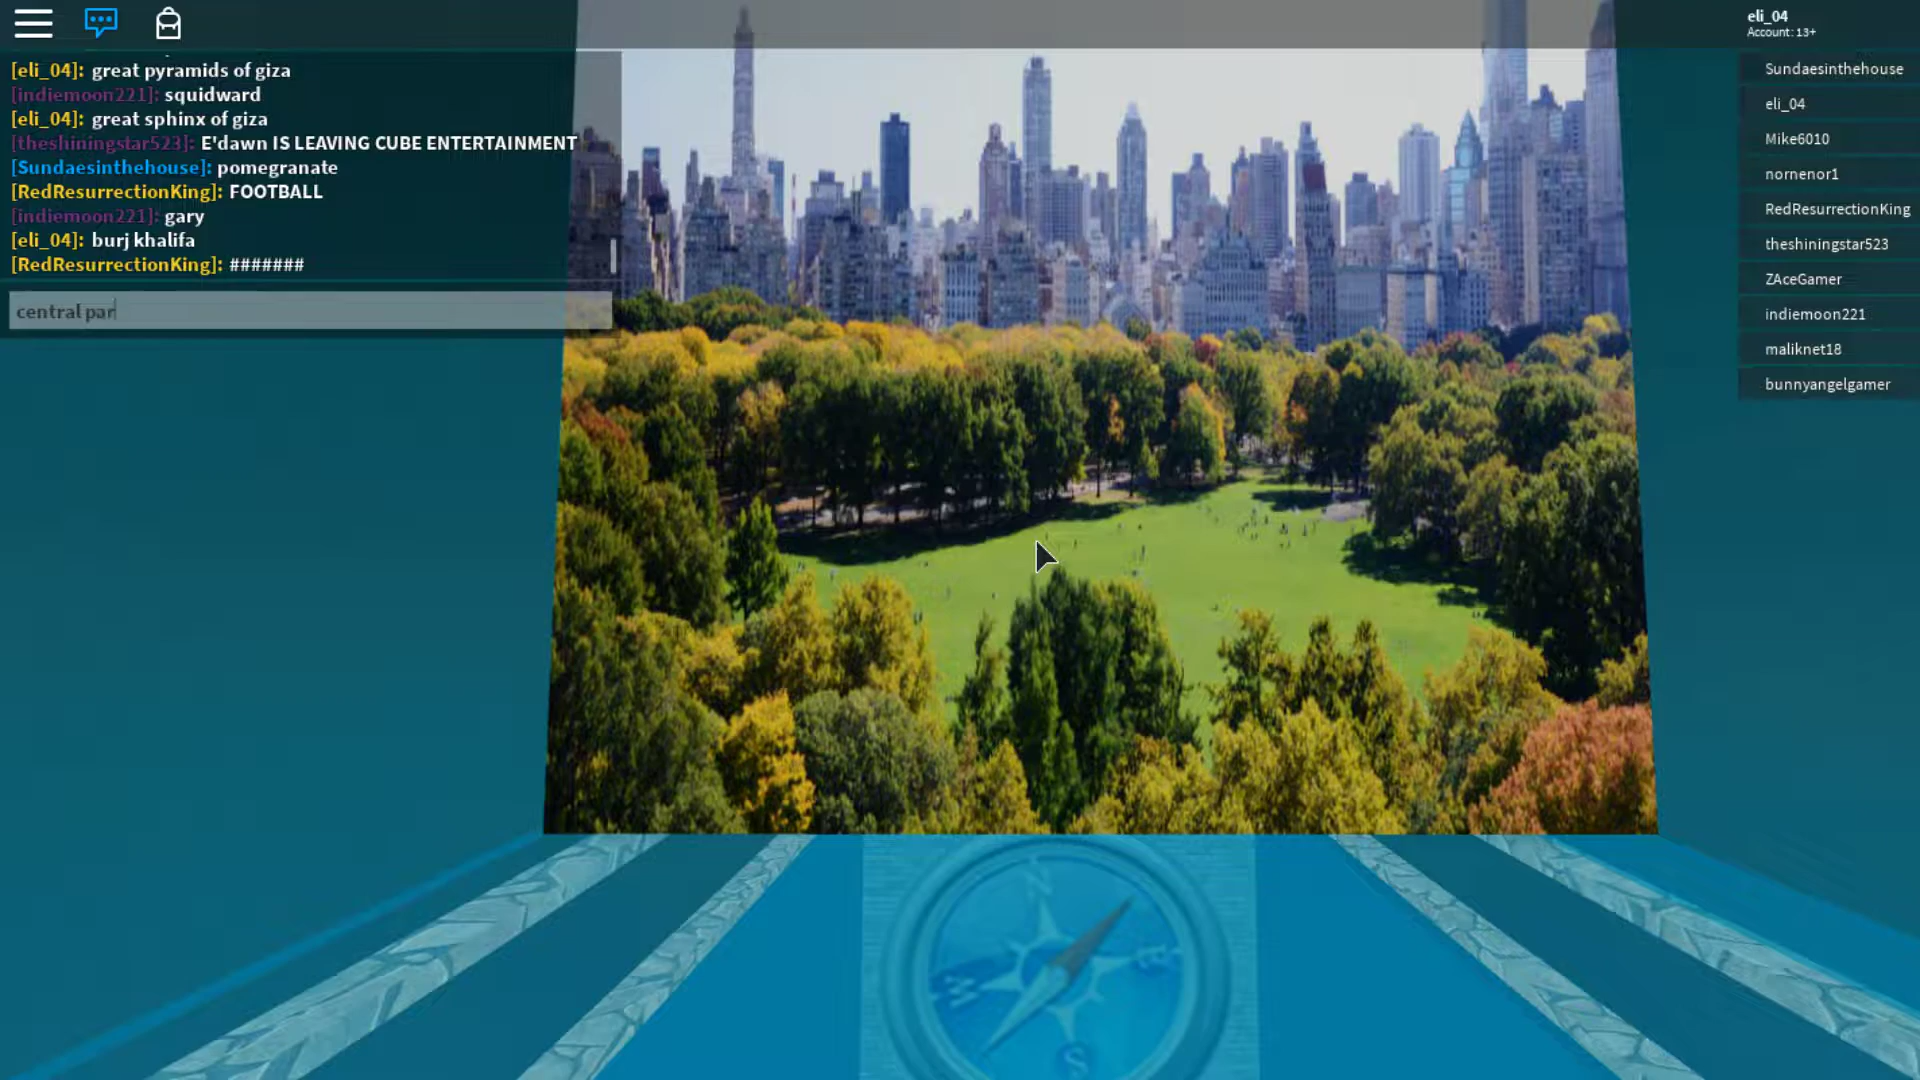 eli_04
Account: 13+
[eli_04]: great pyramids of giza
[indiemoon221]: squidward
[eli_04]: great sphinx of giza
[theshiningstar523]: E'dawn IS LEAVING CUBE ENTERTAINMENT
[Sundaesinthehouse]: pomegranate
[RedResurrectionKing]: FOOTBALL
[indiemoon221]: gary
[eli_04]: burj khalifa
[RedResurrectionKing]: #######
central par
Sundaesinthehouse
eli_04
Mike6010
nornenor1
RedResurrectionKing
theshiningstar523
ZAceGamer
indiemoon221
maliknet18
bunnyangelgamer
N
W
E
S